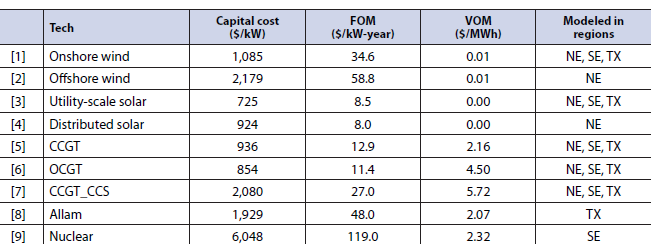 Tech Capital cost ($/kW) FOM ($/kW-year) VOM ($/MWh) Modeled in regions
[1] Onshore wind 1,085 34.6 0.01 NE, SE, TX
[2] Offshore wind 2,179 58.8 0.01 NE
[3] Utility-scale solar 725 8.5 0.00 NE, SE, TX
[4] Distributed solar 924 8.0 0.00 NE
[5] CCGT 936 12.9 2.16 NE, SE, TX
[6] OCGT 854 11.4 4.50 NE, SE, TX
[7] CCGT_CCS 2,080 27.0 5.72 NE, SE, TX
[8] Allam 1,929 48.0 2.07 TX
[9] Nuclear 6,048 119.0 2.32 SE